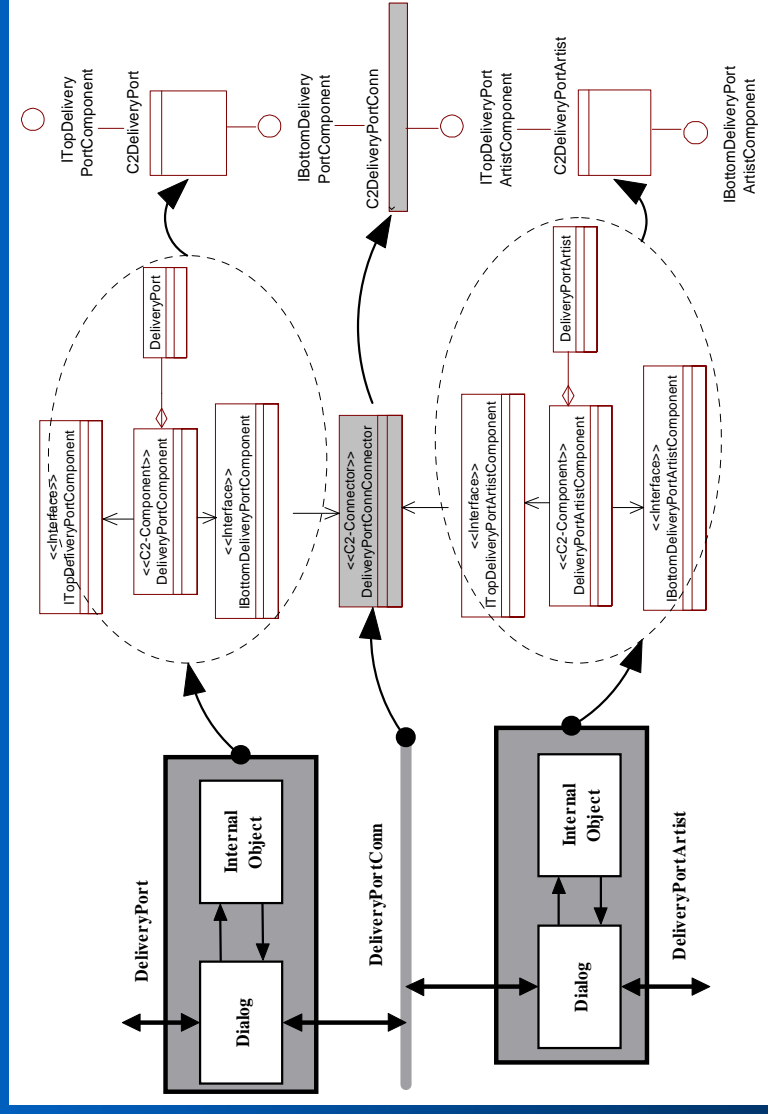 DeliveryPort
Dialog
Internal
Object
DeliveryPortConn
Dialog
Internal
Object
DeliveryPortArtist
<<Interface>>
ITopDeliveryPortComponent
<<C2-Component>>
DeliveryPortComponent
DeliveryPort
<<Interface>>
IBottomDeliveryPortComponent
<<C2-Connector>>
DeliveryPortConnConnector
<<Interface>>
ITopDeliveryPortArtistComponent
<<C2-Component>>
DeliveryPortArtistComponent
DeliveryPortArtist
<<Interface>>
IBottomDeliveryPortArtistComponent
ITopDelivery
PortComponent
C2DeliveryPort
IBottomDelivery
PortComponent
C2DeliveryPortConn
ITopDeliveryPort
ArtistComponent
C2DeliveryPortArtist
IBottomDeliveryPort
ArtistComponent